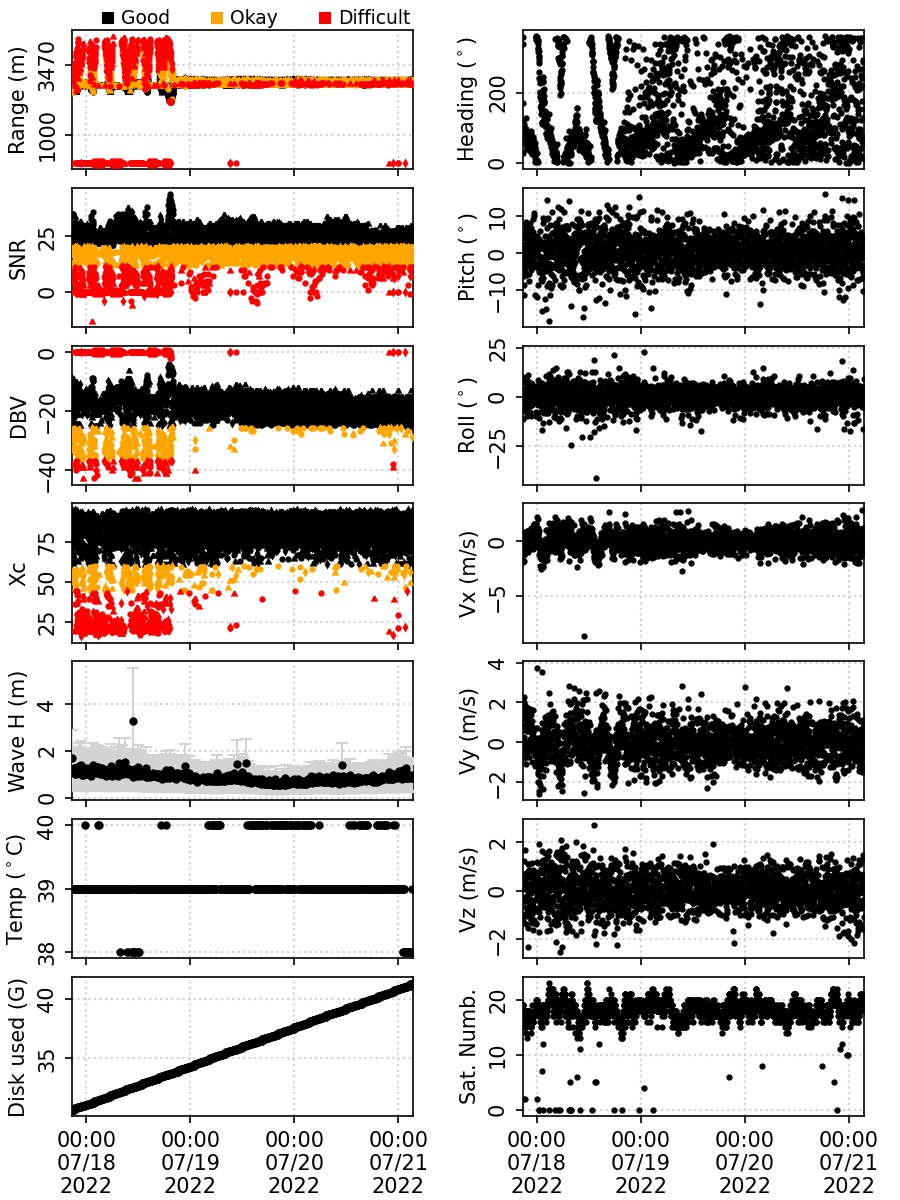 Good Okay Difficult
Range (m)
3470
1000
Heading (°)
200
0
SNR
25
0
Pitch (°)
10
0
−10
DBV
0
−20
−40
Roll (°)
25
0
−25
Xc
75
50
25
Vx (m/s)
0
−5
Wave H (m)
4
2
0
Vy (m/s)
4
2
0
−2
Temp (°C)
40
39
38
Vz (m/s)
2
0
−2
Disk used (G)
40
35
Sat. Numb.
20
10
0
00:00 00:00 00:00 00:00
07/18 07/19 07/20 07/21
2022 2022 2022 2022
00:00 00:00 00:00 00:00
07/18 07/19 07/20 07/21
2022 2022 2022 2022